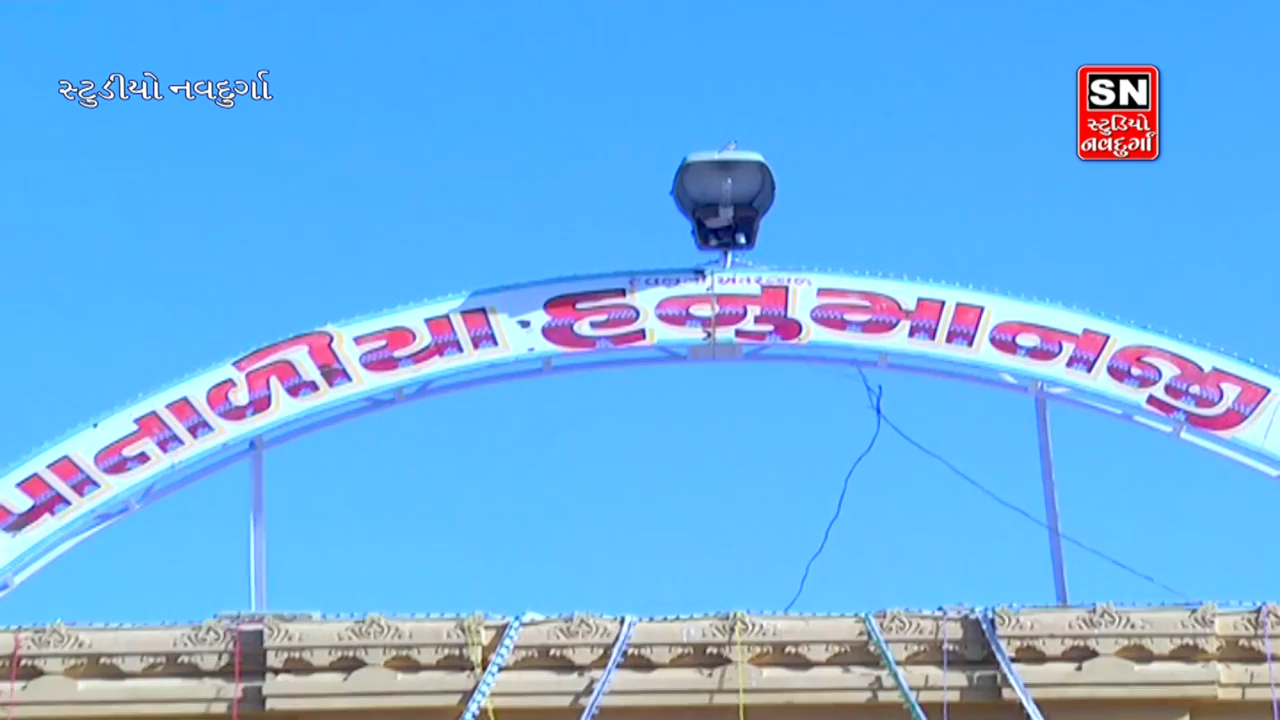 સ્ટુડીયો નવદુર્ગા
SN
સ્ટુડિયો
નવદુર્ગા
પાતાળીયા હનુમાનજી